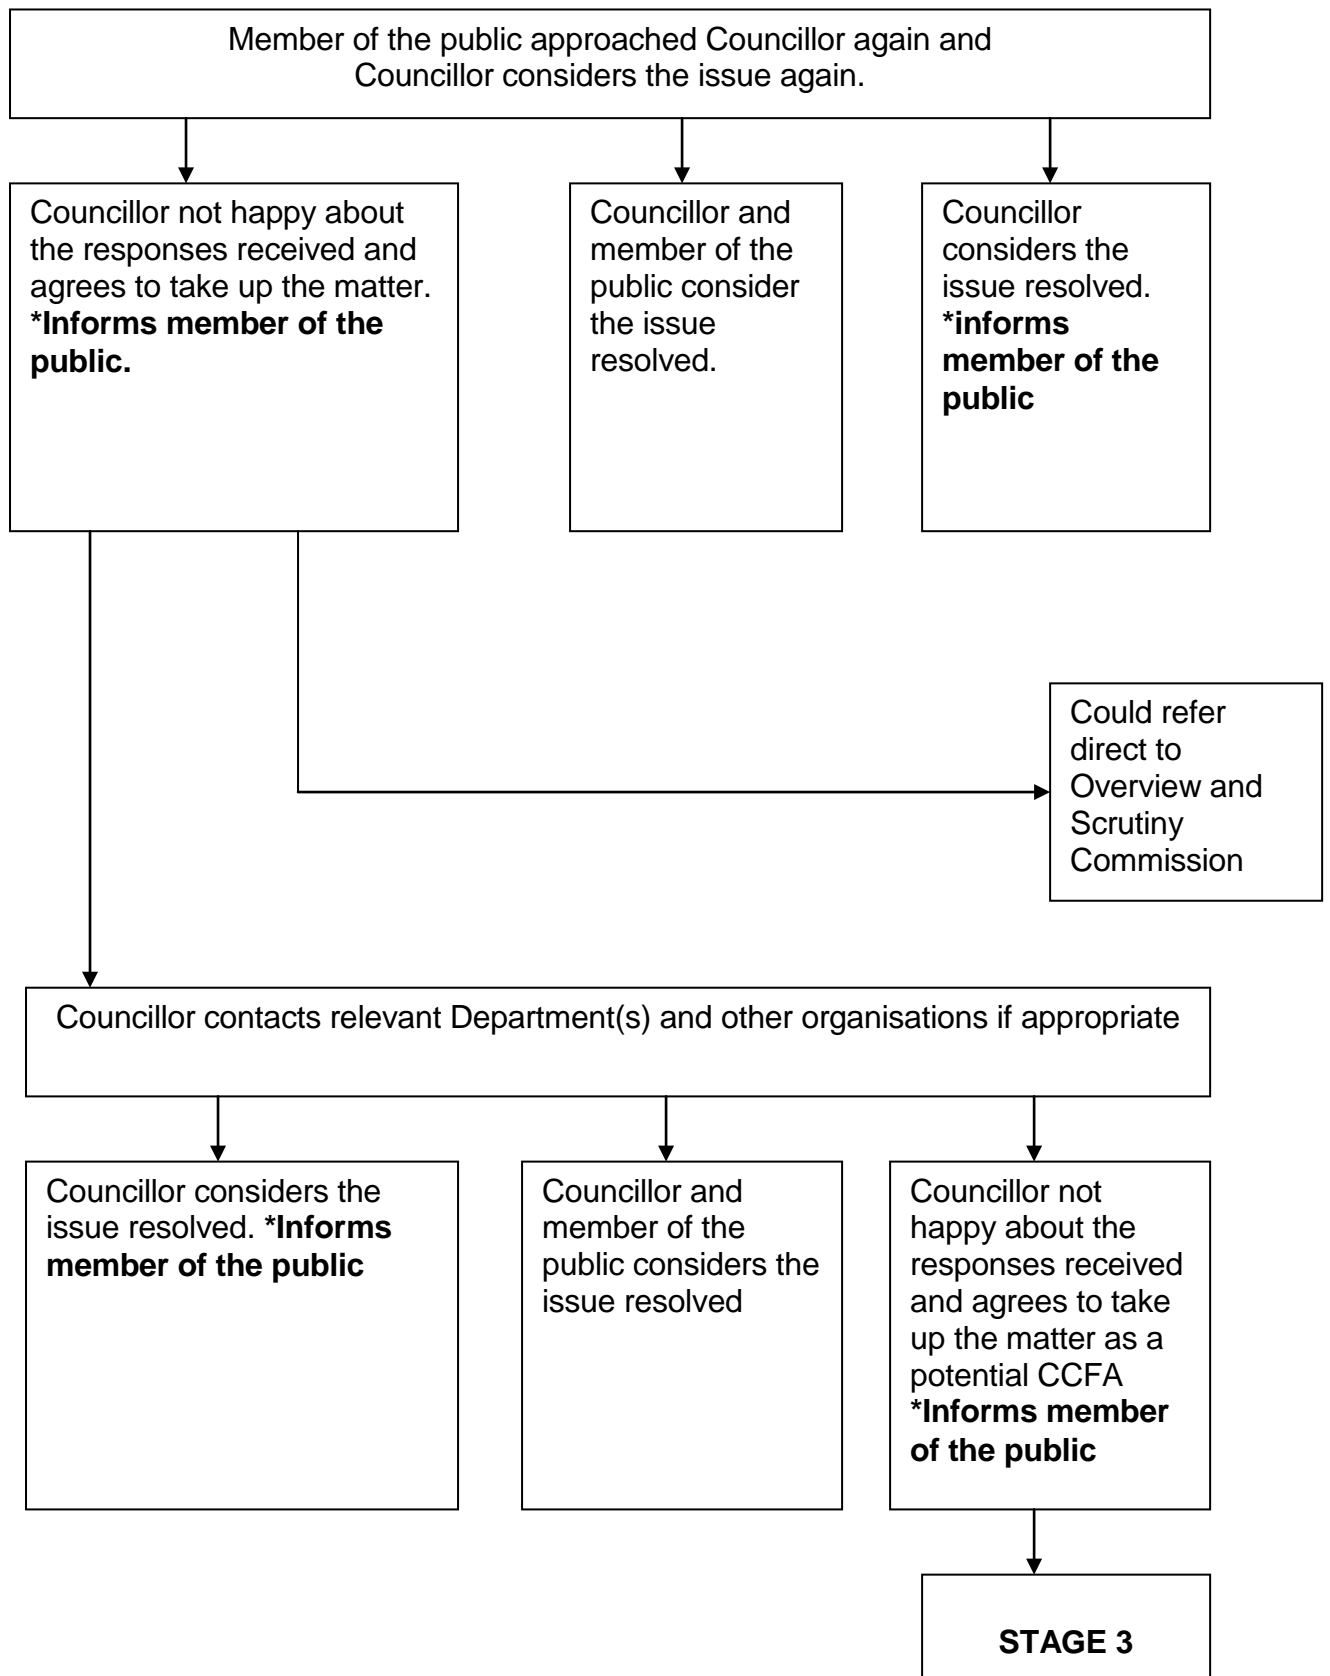 Member of the public approached Councillor again and
Councillor considers the issue again.
Councillor not happy about
the responses received and
agrees to take up the matter.
*Informs member of the
public.
Councillor and
member of the
public consider
the issue
resolved.
Councillor
considers the
issue resolved.
*informs
member of the
public
Could refer
direct to
Overview and
Scrutiny
Commission
Councillor contacts relevant Department(s) and other organisations if appropriate
Councillor considers the
issue resolved. *Informs
member of the public
Councillor and
member of the
public considers the
issue resolved
Councillor not
happy about the
responses received
and agrees to take
up the matter as a
potential CCFA
*Informs member
of the public
STAGE 3